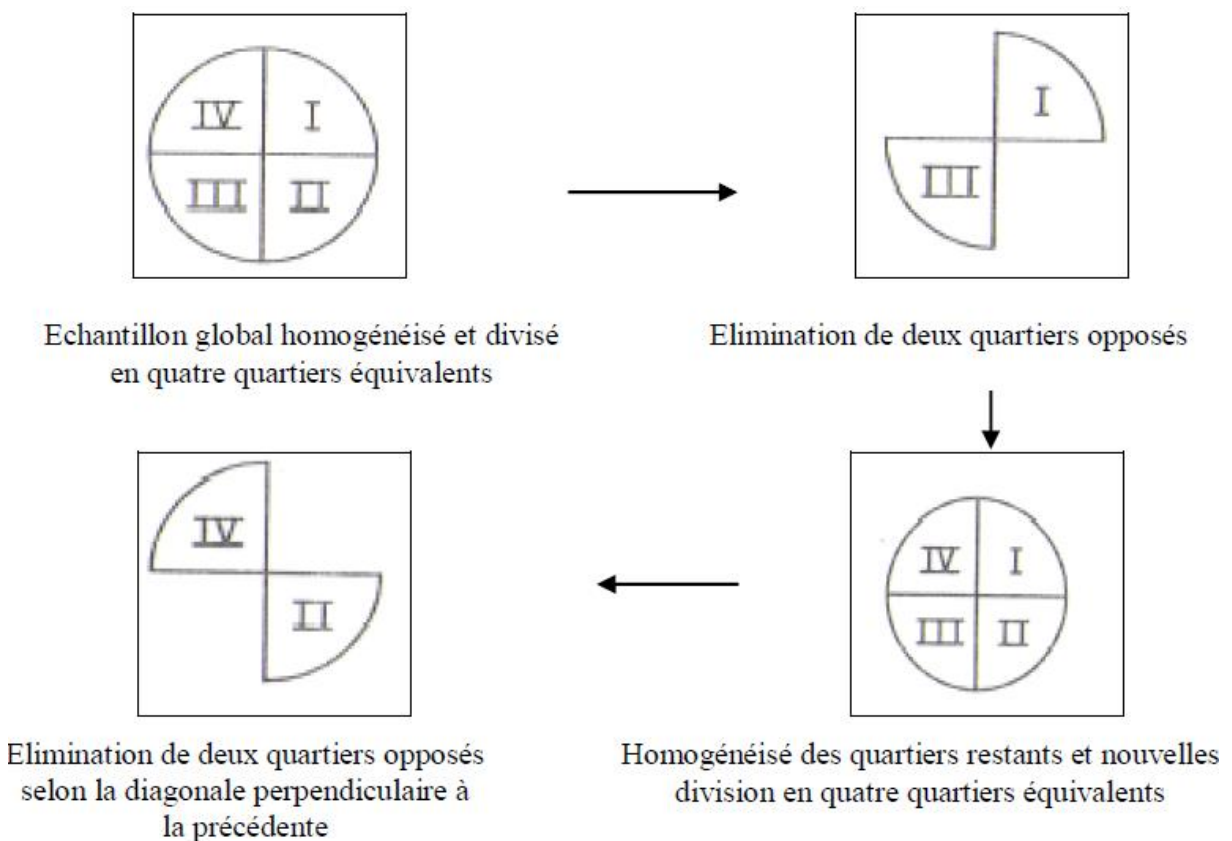 IV I
III II
Echantillon global homogénéisé et divisé
en quatre quartiers équivalents
I
III
Elimination de deux quartiers opposés
IV I
III II
Homogénéisé des quartiers restants et nouvelles
division en quatre quartiers équivalents
IV
II
Elimination de deux quartiers opposés
selon la diagonale perpendiculaire à
la précédente